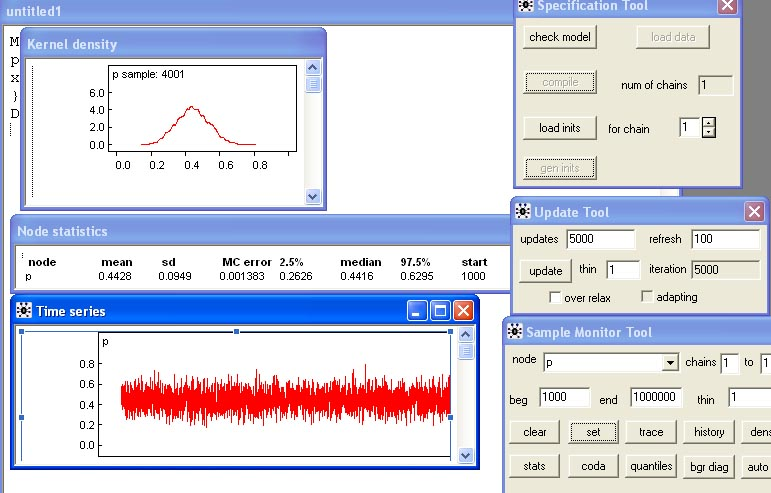 untitled1
M
p
x
}
D
Kernel density
p sample: 4001
6.0
4.0
2.0
0.0
0.0 0.2 0.4 0.6 0.8
Node statistics
node mean sd MC error 2.5% median 97.5% start
p 0.4428 0.0949 0.001383 0.2626 0.4416 0.6295 1000
Time series
p
0.8
0.6
0.4
0.2
0.0
Specification Tool
check model load data
compile num of chains 1
load inits for chain 1
gen inits
Update Tool
updates 5000 refresh 100
update thin 1 iteration 5000
over relax adapting
Sample Monitor Tool
node p chains 1 to 1
beg 1000 end 1000000 thin 1
clear set trace history dens
stats coda quantiles bgr diag auto